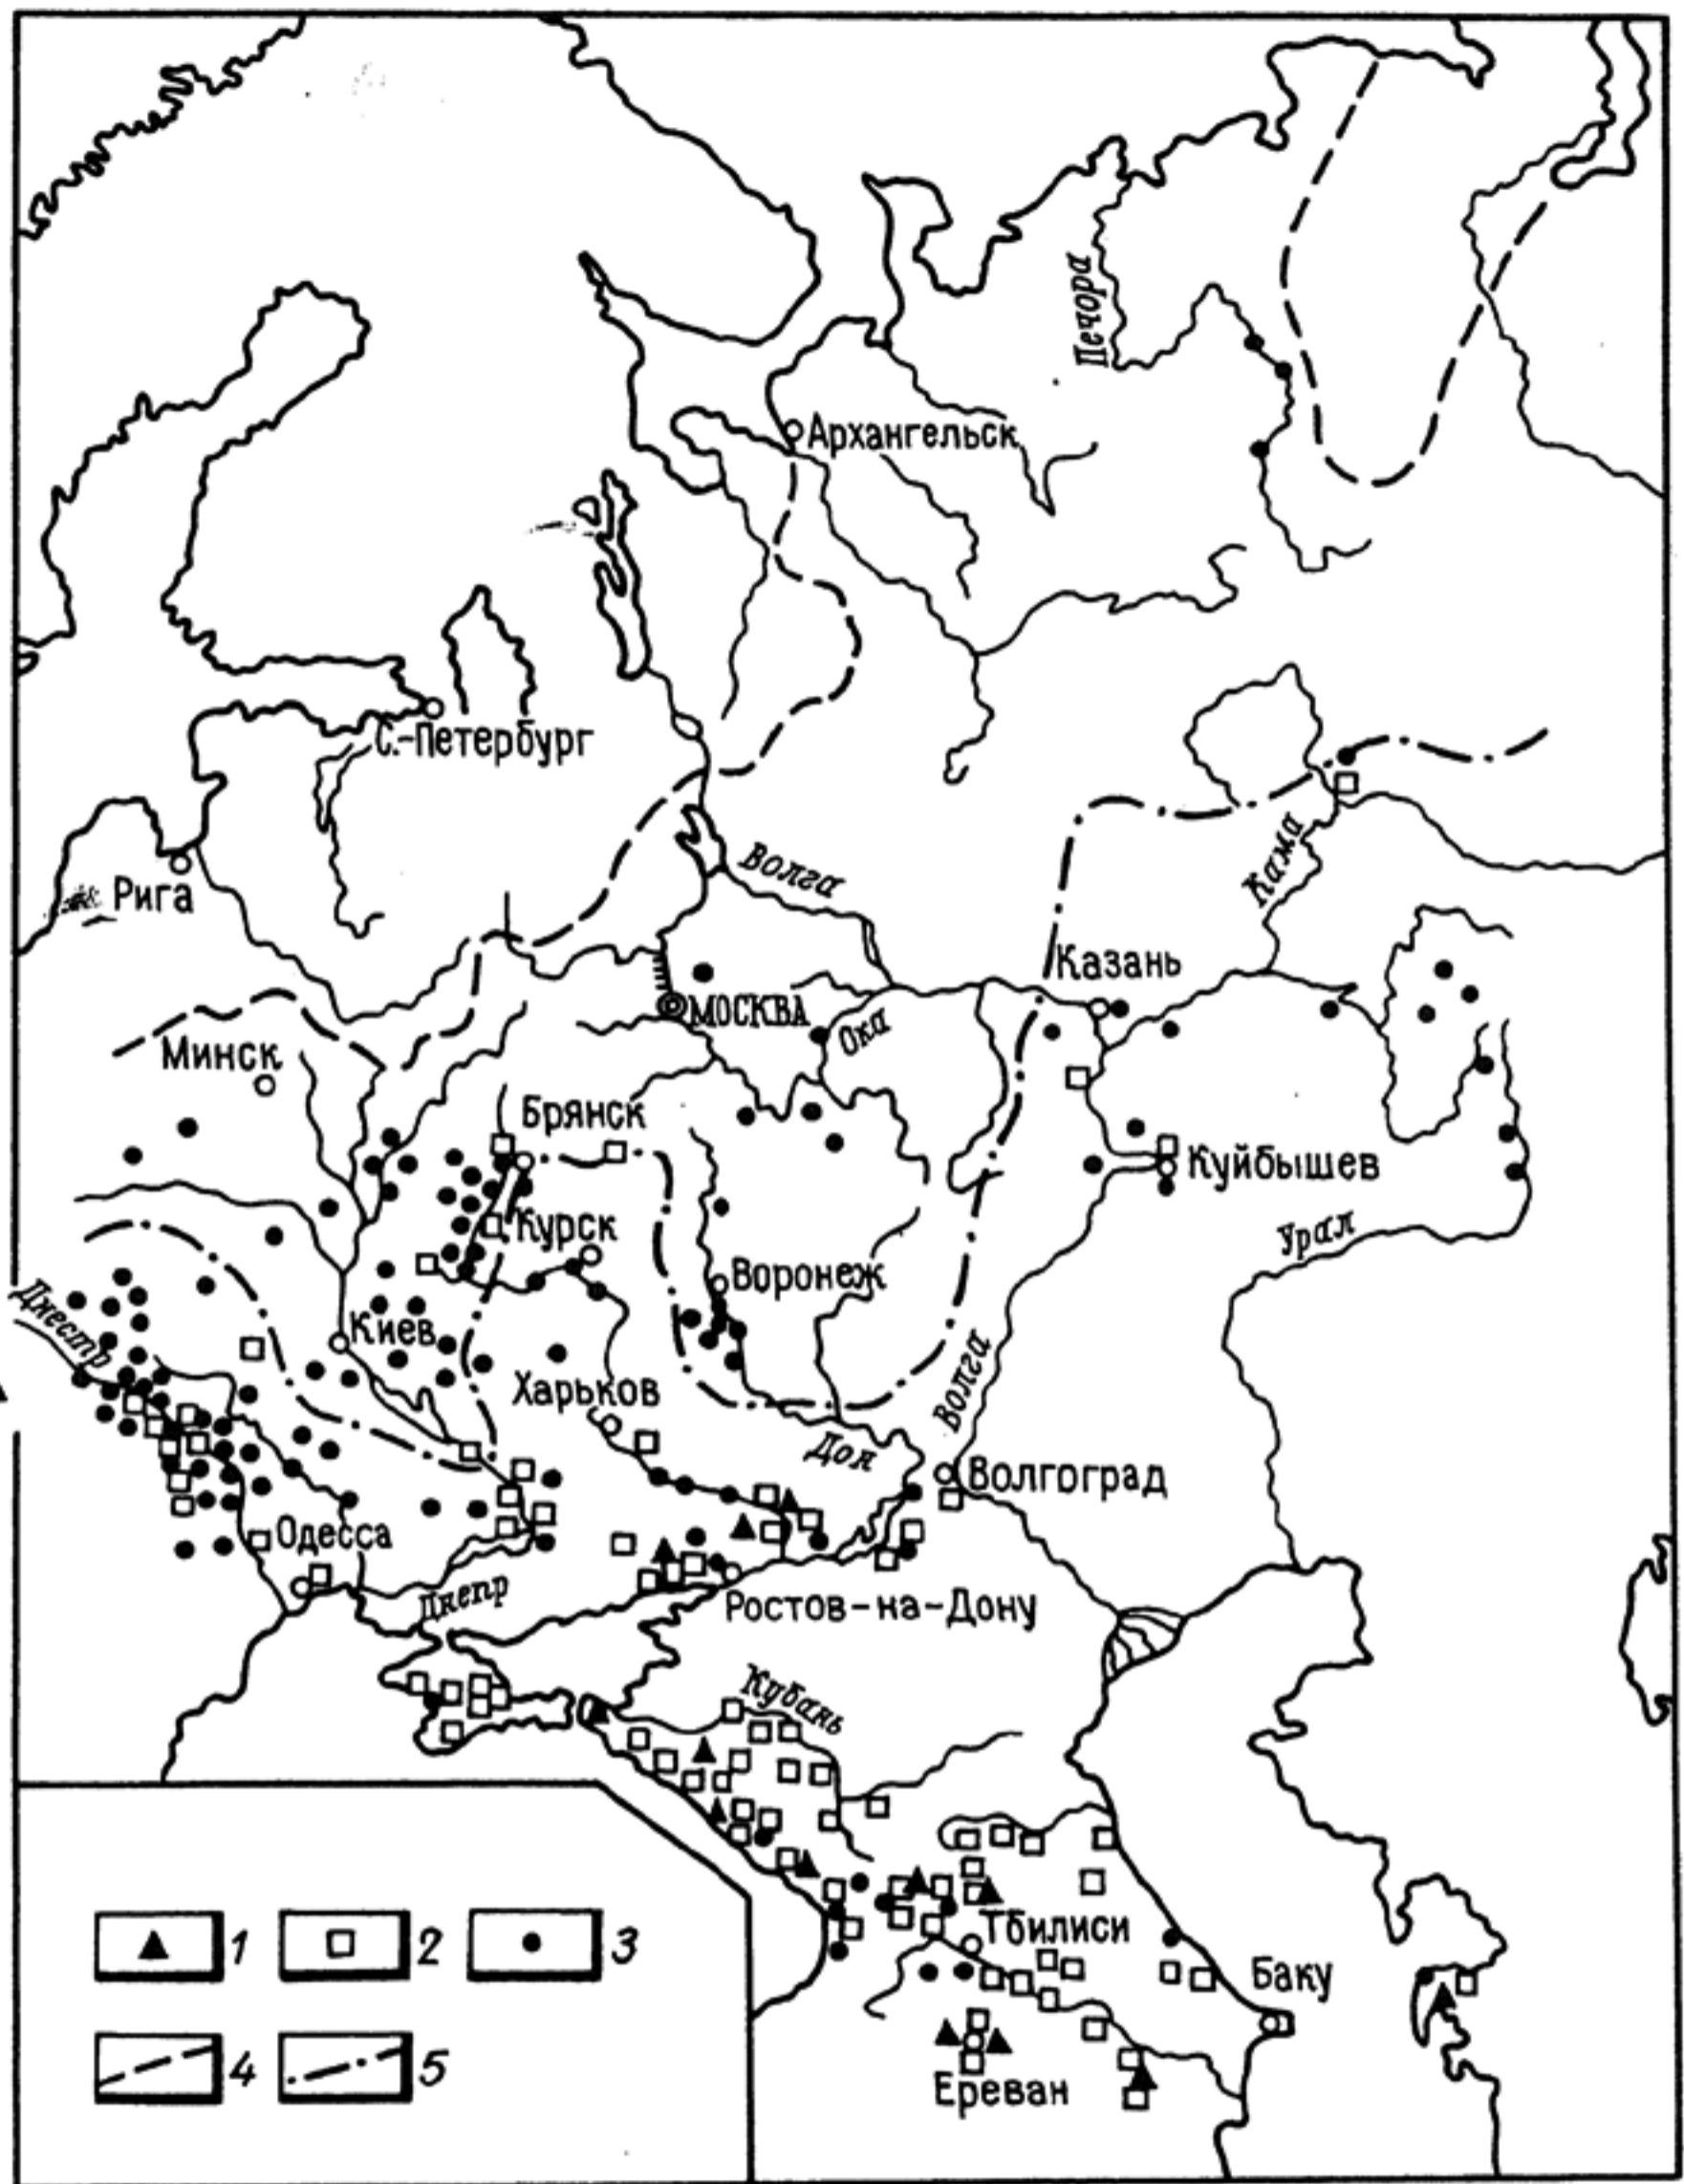 Печора
Архангельск
С.-Петербург
Волга
Рига
Кама
Казань
МОСКВА
Ока
Минск
Брянск
Куйбышев
Курск
Урал
Воронеж
Днестр
Киев
Харьков
Волга
Дон
Волгоград
Одесса
Днепр
Ростов-на-Дону
Кубань
Тбилиси
1 2 3
Баку
4 5
Ереван